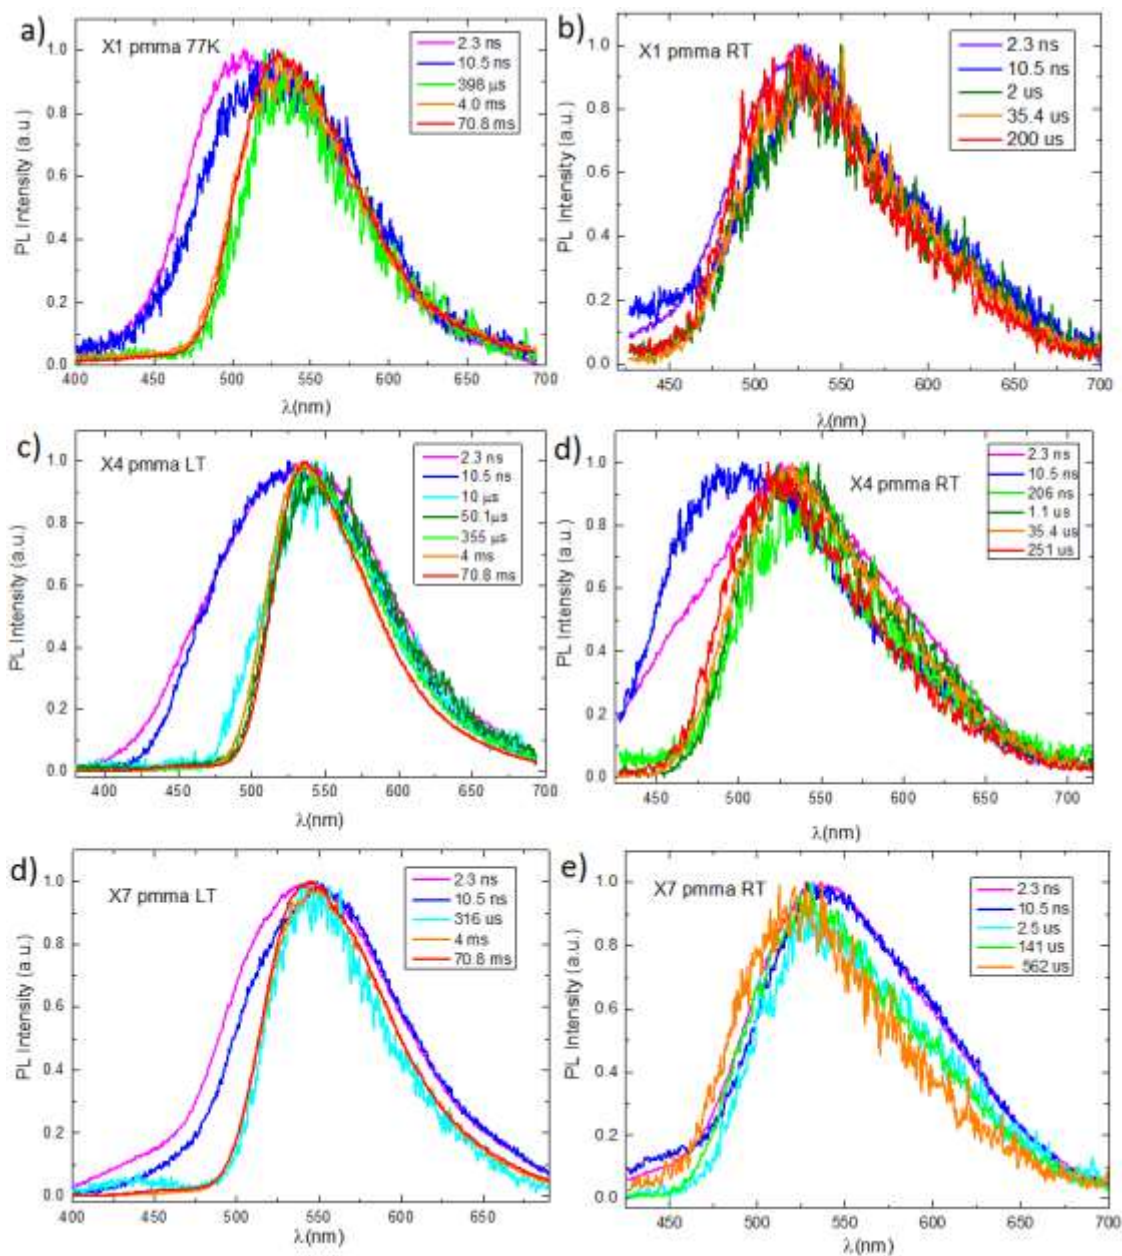 a)
X1 pmma 77K
2.3 ns
10.5 ns
398 μs
4.0 ms
70.8 ms
PL Intensity (a.u.)
1.0
0.8
0.6
0.4
0.2
0.0
400 450 500 550 600 650 700
λ(nm)
b)
X1 pmma RT
2.3 ns
10.5 ns
2 us
35.4 us
200 us
PL Intensity (a.u.)
1.0
0.8
0.6
0.4
0.2
0.0
450 500 550 600 650 700
λ(nm)
c)
X4 pmma LT
2.3 ns
10.5 ns
10 μs
50.1μs
355 μs
4 ms
70.8 ms
PL Intensity (a.u.)
1.0
0.8
0.6
0.4
0.2
0.0
400 450 500 550 600 650 700
λ(nm)
d)
X4 pmma RT
2.3 ns
10.5 ns
206 ns
1.1 us
35.4 us
251 us
PL Intensity (a.u.)
1.0
0.8
0.6
0.4
0.2
0.0
450 500 550 600 650 700
λ(nm)
d)
X7 pmma LT
2.3 ns
10.5 ns
316 us
4 ms
70.8 ms
PL Intensity (a.u.)
1.0
0.8
0.6
0.4
0.2
0.0
400 450 500 550 600 650
λ(nm)
e)
X7 pmma RT
2.3 ns
10.5 ns
2.5 us
141 us
562 us
PL Intensity (a.u.)
1.0
0.8
0.6
0.4
0.2
0.0
450 500 550 600 650 700
λ(nm)